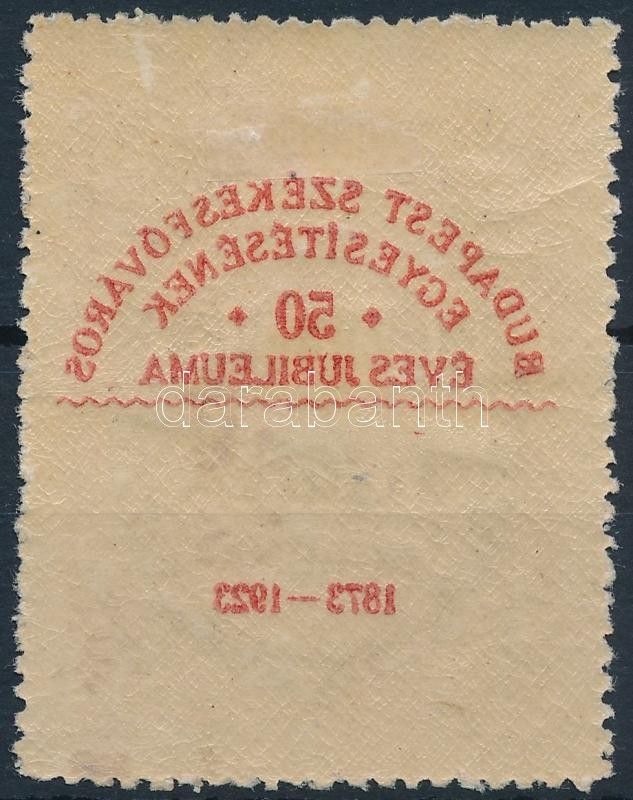 BUDAPEST SZÉKESFŐVÁROS
EGYESÍTÉSÉNEK
50
ÉVES JUBILEUMA
darabanth
1873—1923